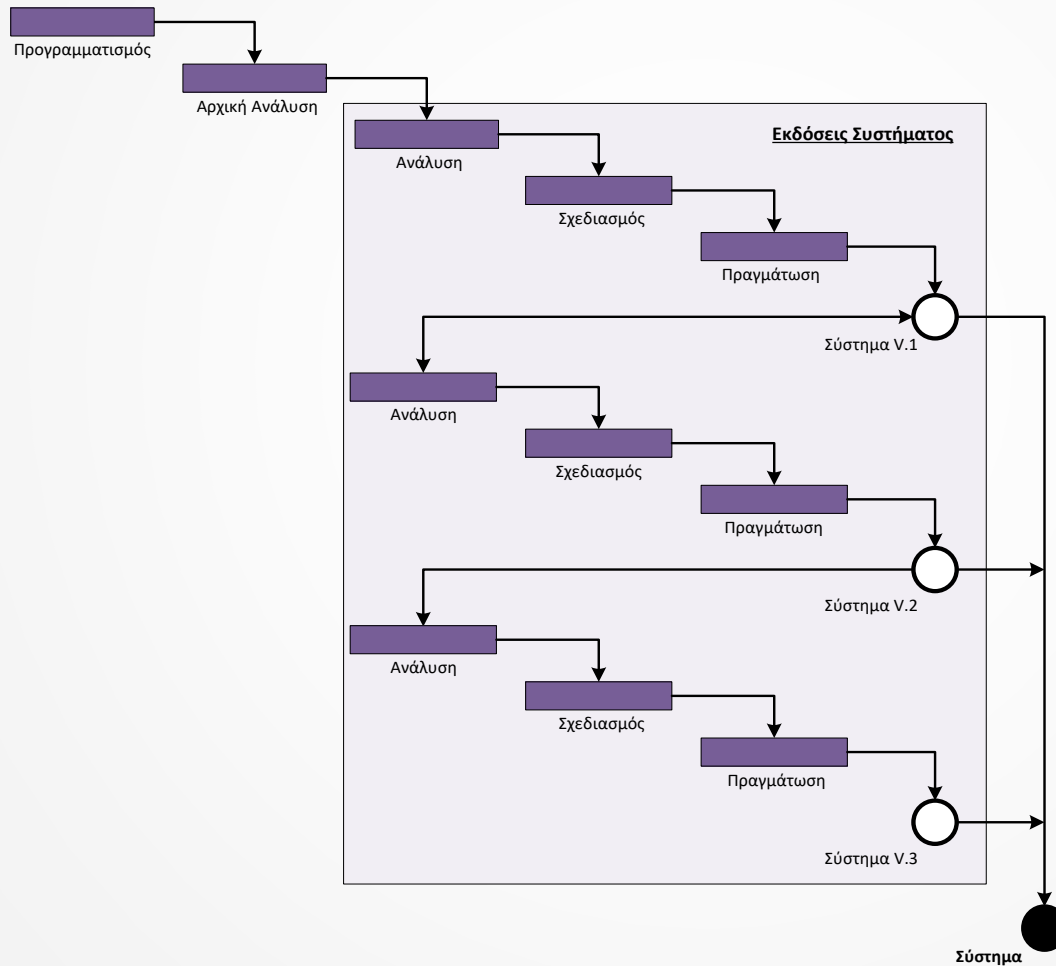 Προγραμματισμός
Αρχική Ανάλυση
Εκδόσεις Συστήματος
Ανάλυση
Σχεδιασμός
Πραγμάτωση
Σύστημα V.1
Ανάλυση
Σχεδιασμός
Πραγμάτωση
Σύστημα V.2
Ανάλυση
Σχεδιασμός
Πραγμάτωση
Σύστημα V.3
Σύστημα